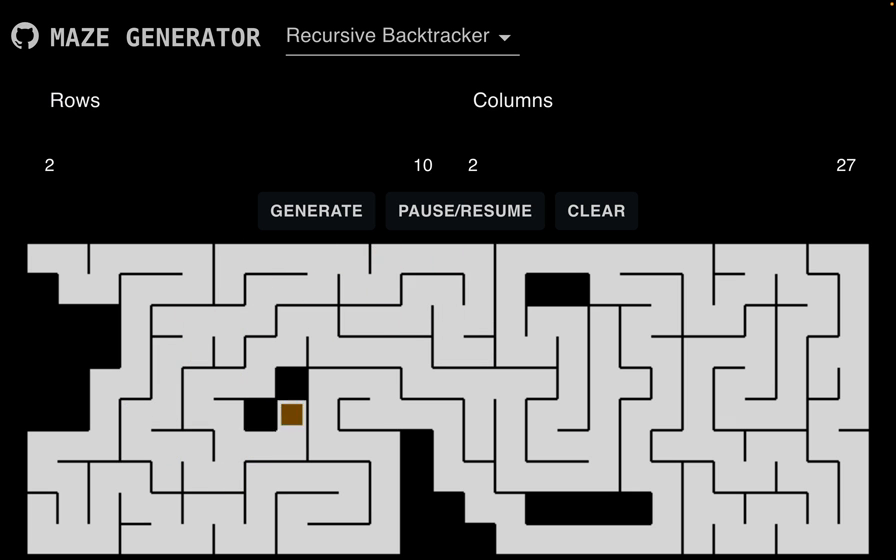 MAZE GENERATOR
Recursive Backtracker
Rows
Columns
2
10
2
27
GENERATE
PAUSE/RESUME
CLEAR